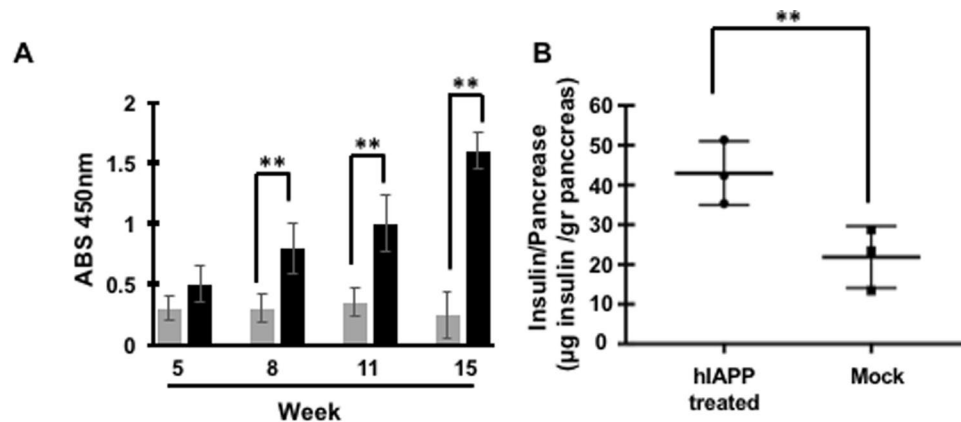 A
ABS 450nm
2
1.5
1
0.5
0
**
**
**
5 8 11 15
Week
B
**
Insulin/Pancrease
(µg insulin /gr panccreas)
60
50
40
30
20
10
0
hIAPP
treated
Mock